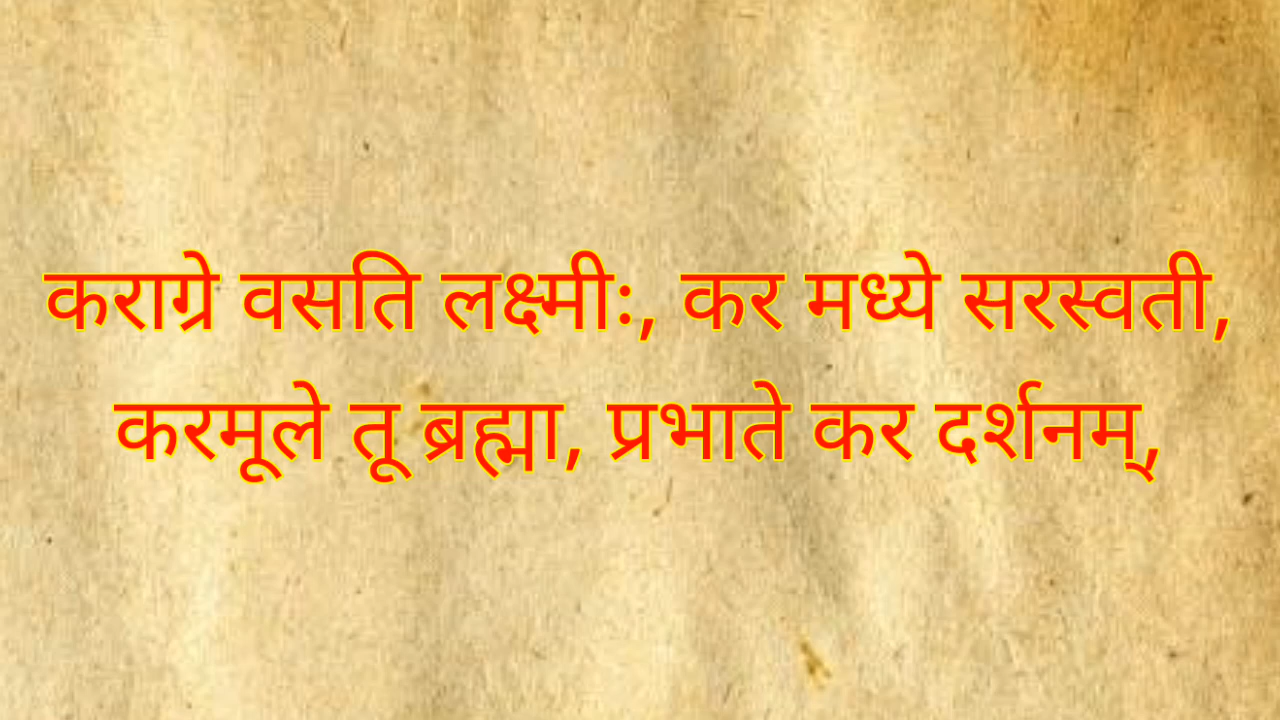 कराग्रे वसति लक्ष्मीः, कर मध्ये सरस्वती,
करमूले तू ब्रह्मा, प्रभाते कर दर्शनम्,